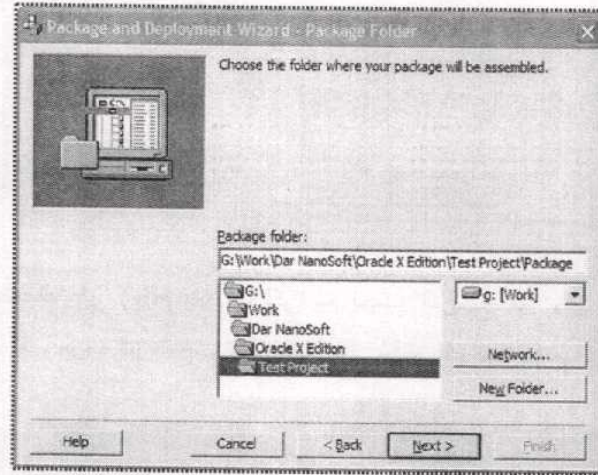 Package and Deployment Wizard - Package Folder
Choose the folder where your package will be assembled.
Package folder:
G:\Work\Dar NanoSoft\Oracle X Edition\Test Project\Package
G:\
g: [Work]
Work
Dar NanoSoft
Oracle X Edition
Network...
Test Project
New Folder...
Help
Cancel
< Back
Next >
Finish